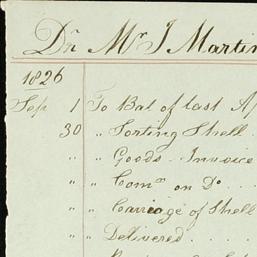 Dr Mr J Martin
1826
Sep 1 To Bal of last A
30 " Sorting Shell
" " Goods . Invoice
" " Comn on Do . . .
" " Carriage of Shell
" " Delivered . . . .